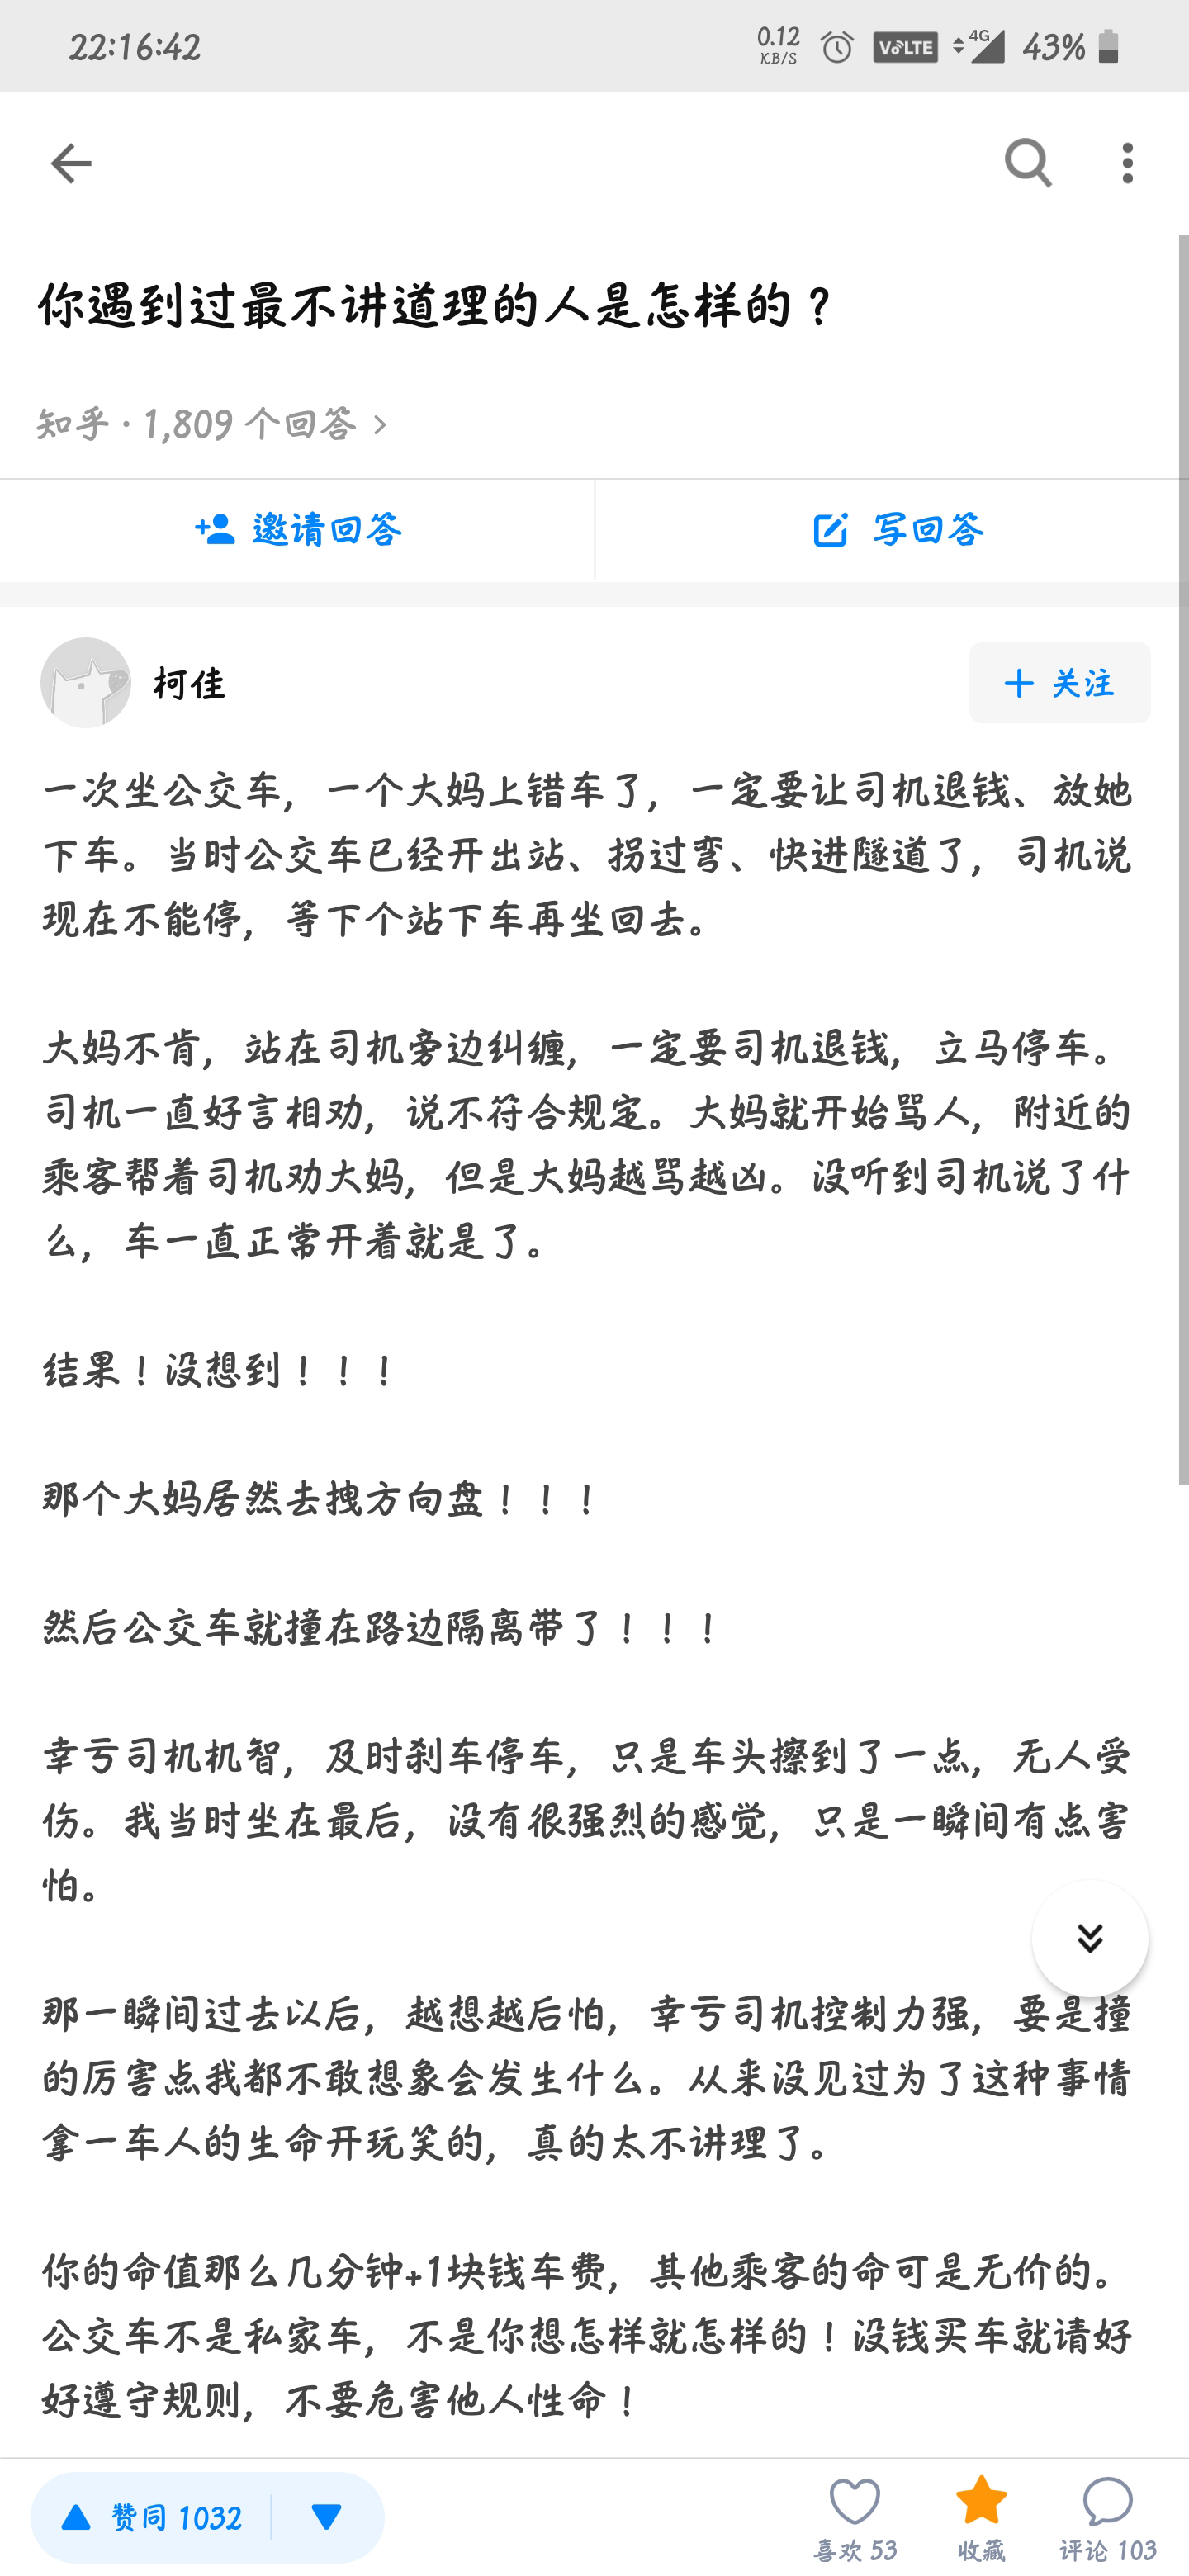 22:16:42
0.12
KB/S
VoLTE
4G
43%
你遇到过最不讲道理的人是怎样的？
知乎 · 1,809 个回答 >
邀请回答
写回答
柯佳
+ 关注
一次坐公交车，一个大妈上错车了，一定要让司机退钱、放她
下车。当时公交车已经开出站、拐过弯、快进隧道了，司机说
现在不能停，等下个站下车再坐回去。
大妈不肯，站在司机旁边纠缠，一定要司机退钱，立马停车。
司机一直好言相劝，说不符合规定。大妈就开始骂人，附近的
乘客帮着司机劝大妈，但是大妈越骂越凶。没听到司机说了什
么，车一直正常开着就是了。
结果！没想到！！！
那个大妈居然去拽方向盘！！！
然后公交车就撞在路边隔离带了！！！
幸亏司机机智，及时刹车停车，只是车头擦到了一点，无人受
伤。我当时坐在最后，没有很强烈的感觉，只是一瞬间有点害
怕。
那一瞬间过去以后，越想越后怕，幸亏司机控制力强，要是撞
的厉害点我都不敢想象会发生什么。从来没见过为了这种事情
拿一车人的生命开玩笑的，真的太不讲理了。
你的命值那么几分钟+1块钱车费，其他乘客的命可是无价的。
公交车不是私家车，不是你想怎样就怎样的！没钱买车就请好
好遵守规则，不要危害他人性命！
赞同 1032
喜欢 53
收藏
评论 103